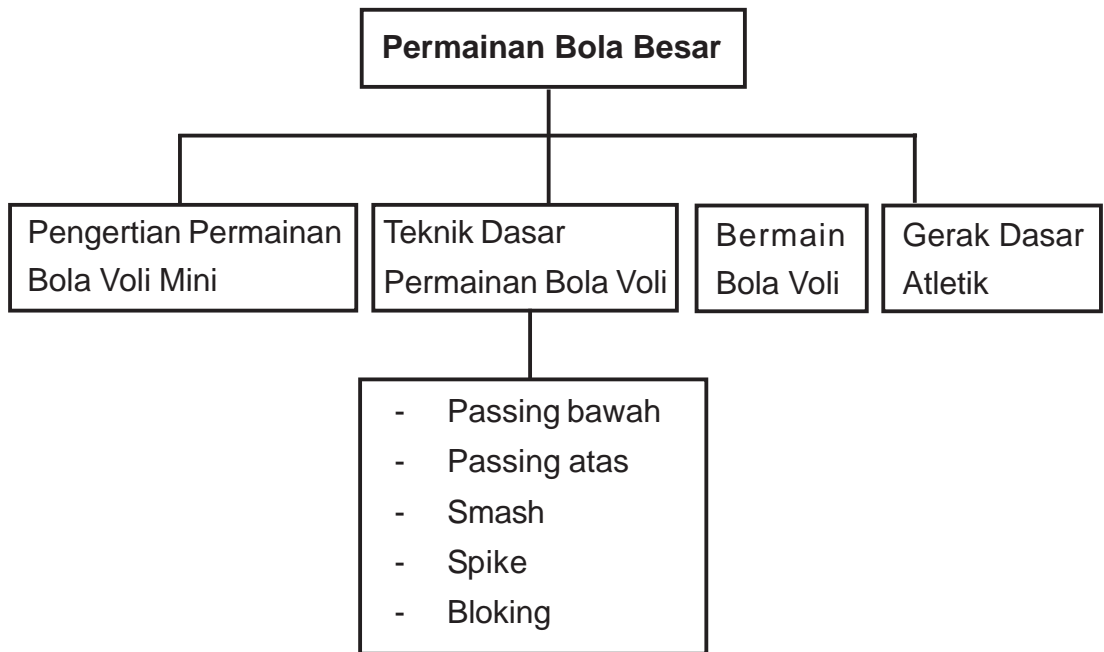 Permainan Bola Besar
Pengertian Permainan
Bola Voli Mini
Teknik Dasar
Permainan Bola Voli
Bermain
Bola Voli
Gerak Dasar
Atletik
- Passing bawah
- Passing atas
- Smash
- Spike
- Bloking